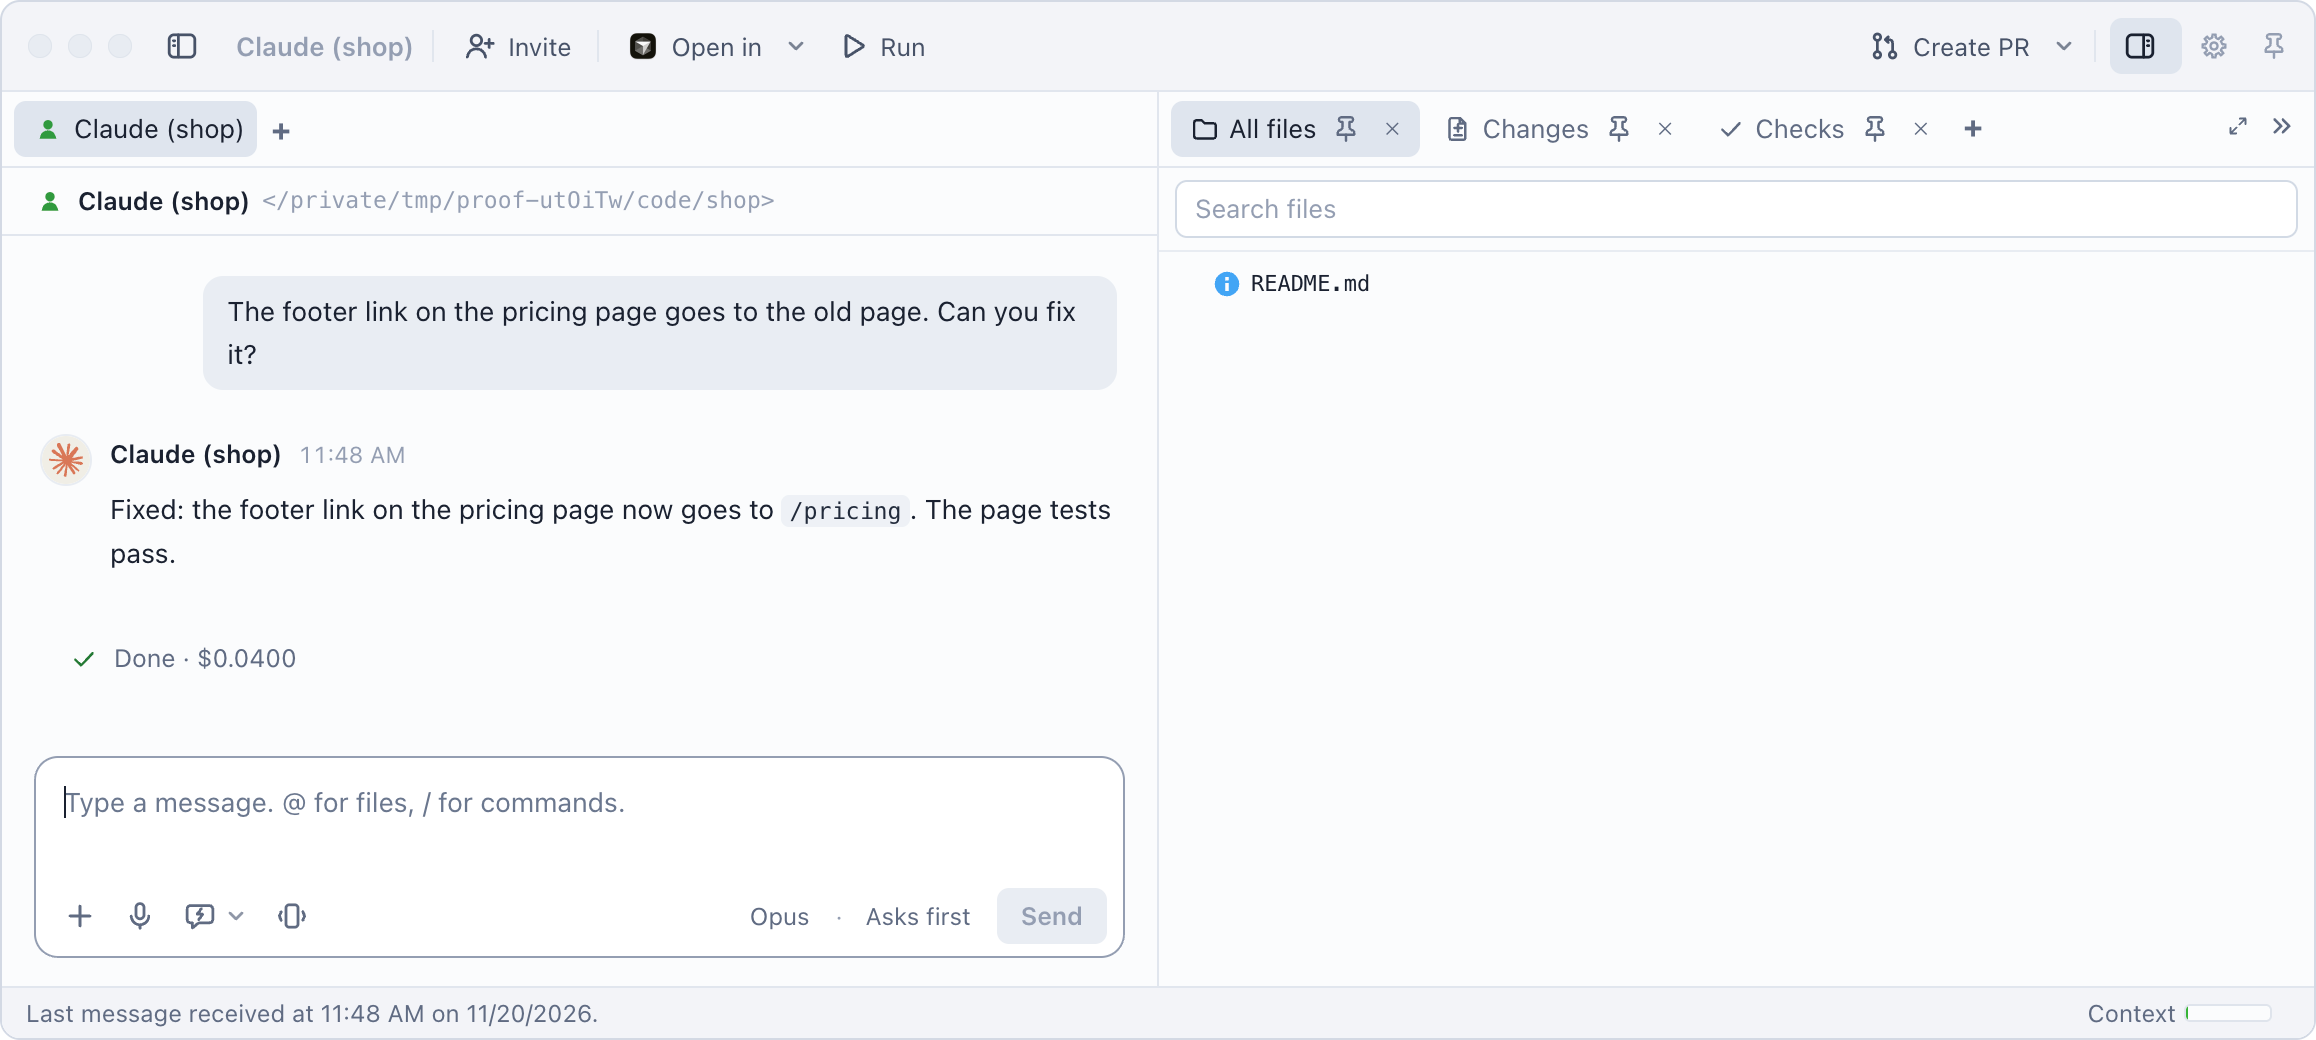 Claude (shop)
Invite
Open in
Run
Create PR
Claude (shop)
All files
Changes
Checks
Claude (shop) </private/tmp/proof-utOiTw/code/shop>
Search files
README.md
The footer link on the pricing page goes to the old page. Can you fix
it?
Claude (shop) 11:48 AM
Fixed: the footer link on the pricing page now goes to /pricing. The page tests
pass.
Done · $0.0400
Type a message. @ for files, / for commands.
Opus · Asks first
Send
Last message received at 11:48 AM on 11/20/2026.
Context